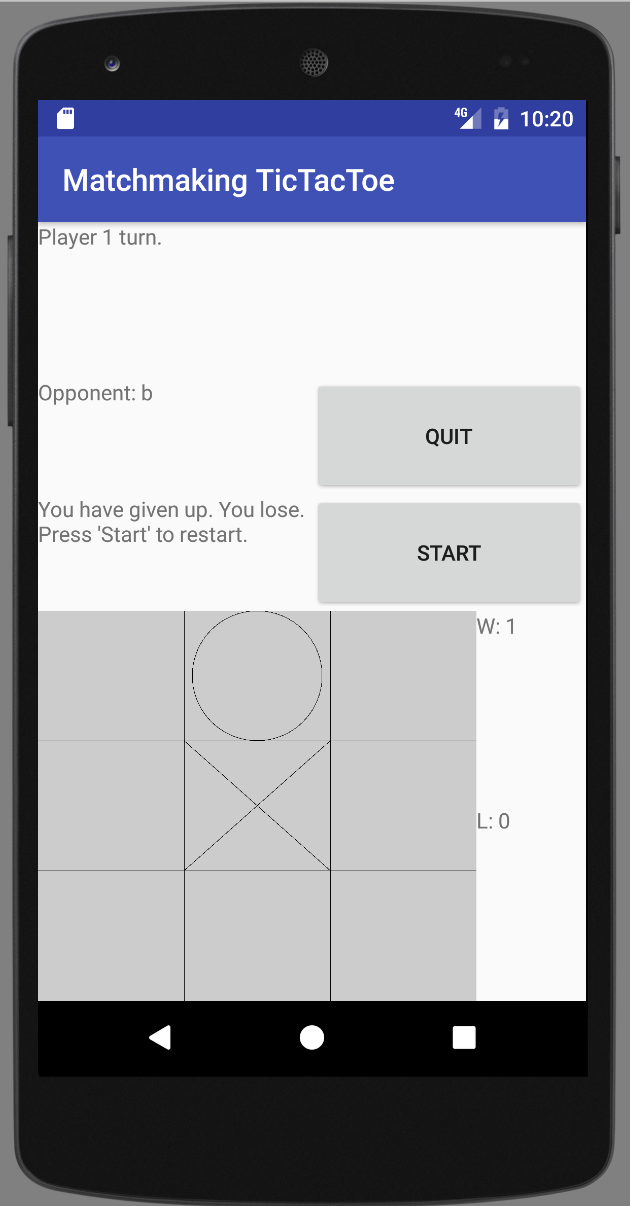 4G 10:20
Matchmaking TicTacToe
Player 1 turn.
Opponent: b
QUIT
You have given up. You lose.
Press 'Start' to restart.
START
W: 1
L: 0